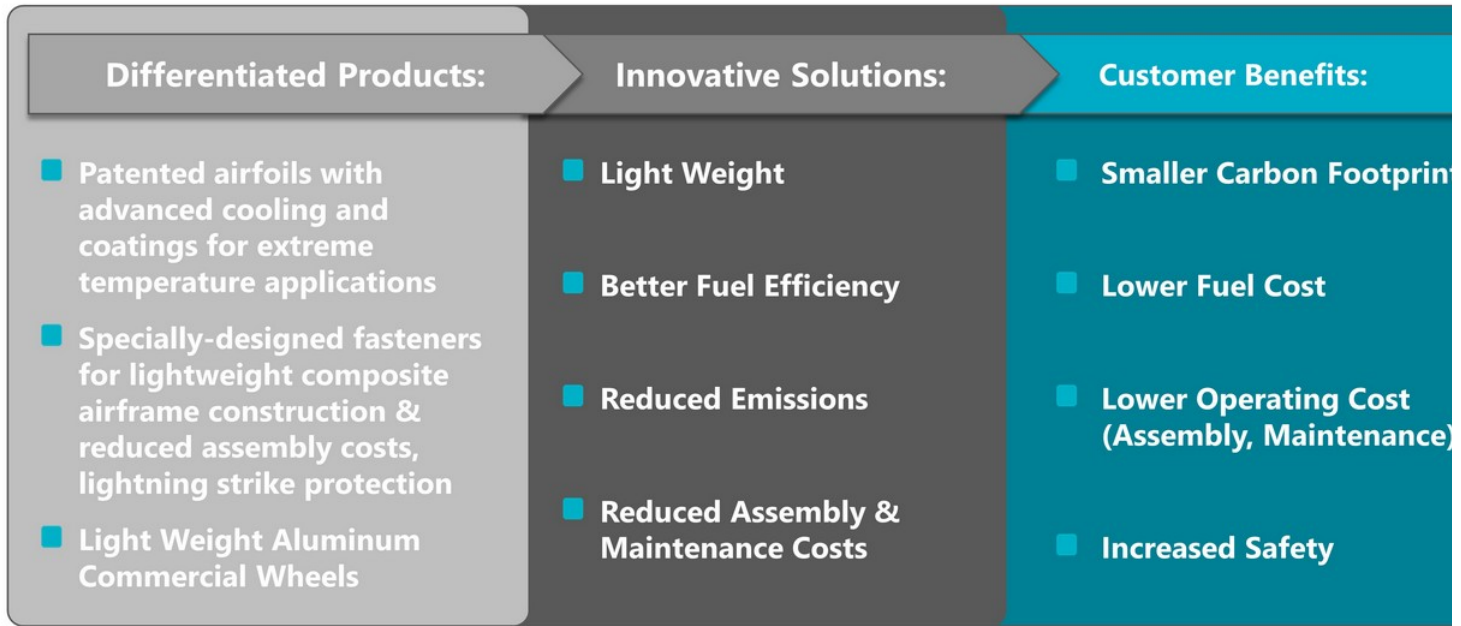 Differentiated Products:
Patented airfoils with
advanced cooling and
coatings for extreme
temperature applications
Specially-designed fasteners
for lightweight composite
airframe construction &
reduced assembly costs,
lightning strike protection
Light Weight Aluminum
Commercial Wheels
Innovative Solutions:
Light Weight
Better Fuel Efficiency
Reduced Emissions
Reduced Assembly &
Maintenance Costs
Customer Benefits:
Smaller Carbon Footprint
Lower Fuel Cost
Lower Operating Cost
(Assembly, Maintenance)
Increased Safety